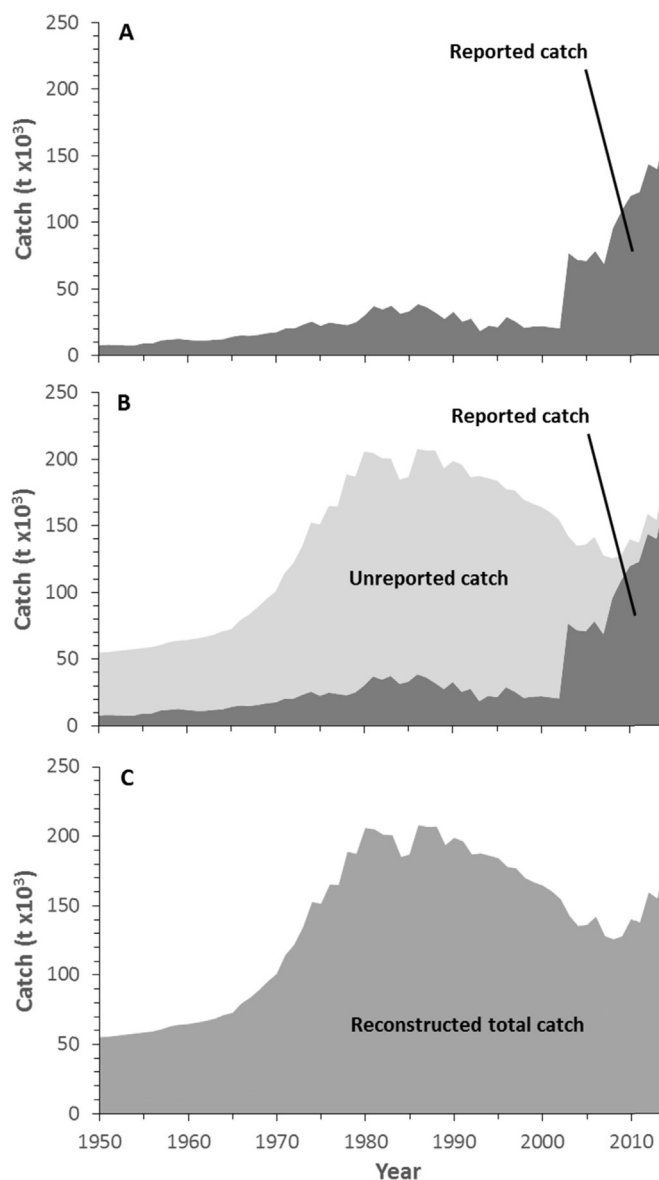 A
Reported catch
Catch (t x10³)
250
200
150
100
50
0
B
Reported catch
Unreported catch
Catch (t x10³)
250
200
150
100
50
0
C
Reconstructed total catch
Catch (t x10³)
250
200
150
100
50
0
1950 1960 1970 1980 1990 2000 2010
Year